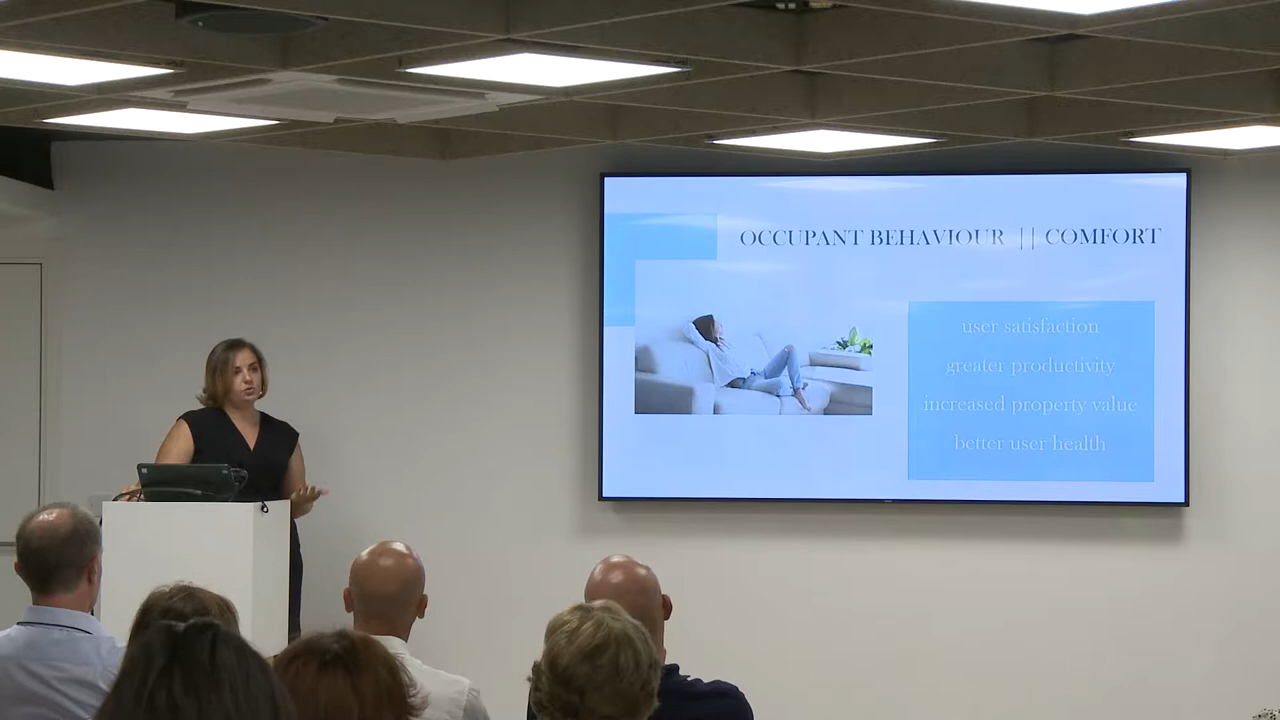 OCCUPANT BEHAVIOUR || COMFORT
user satisfaction
greater productivity
increased property value
better user health